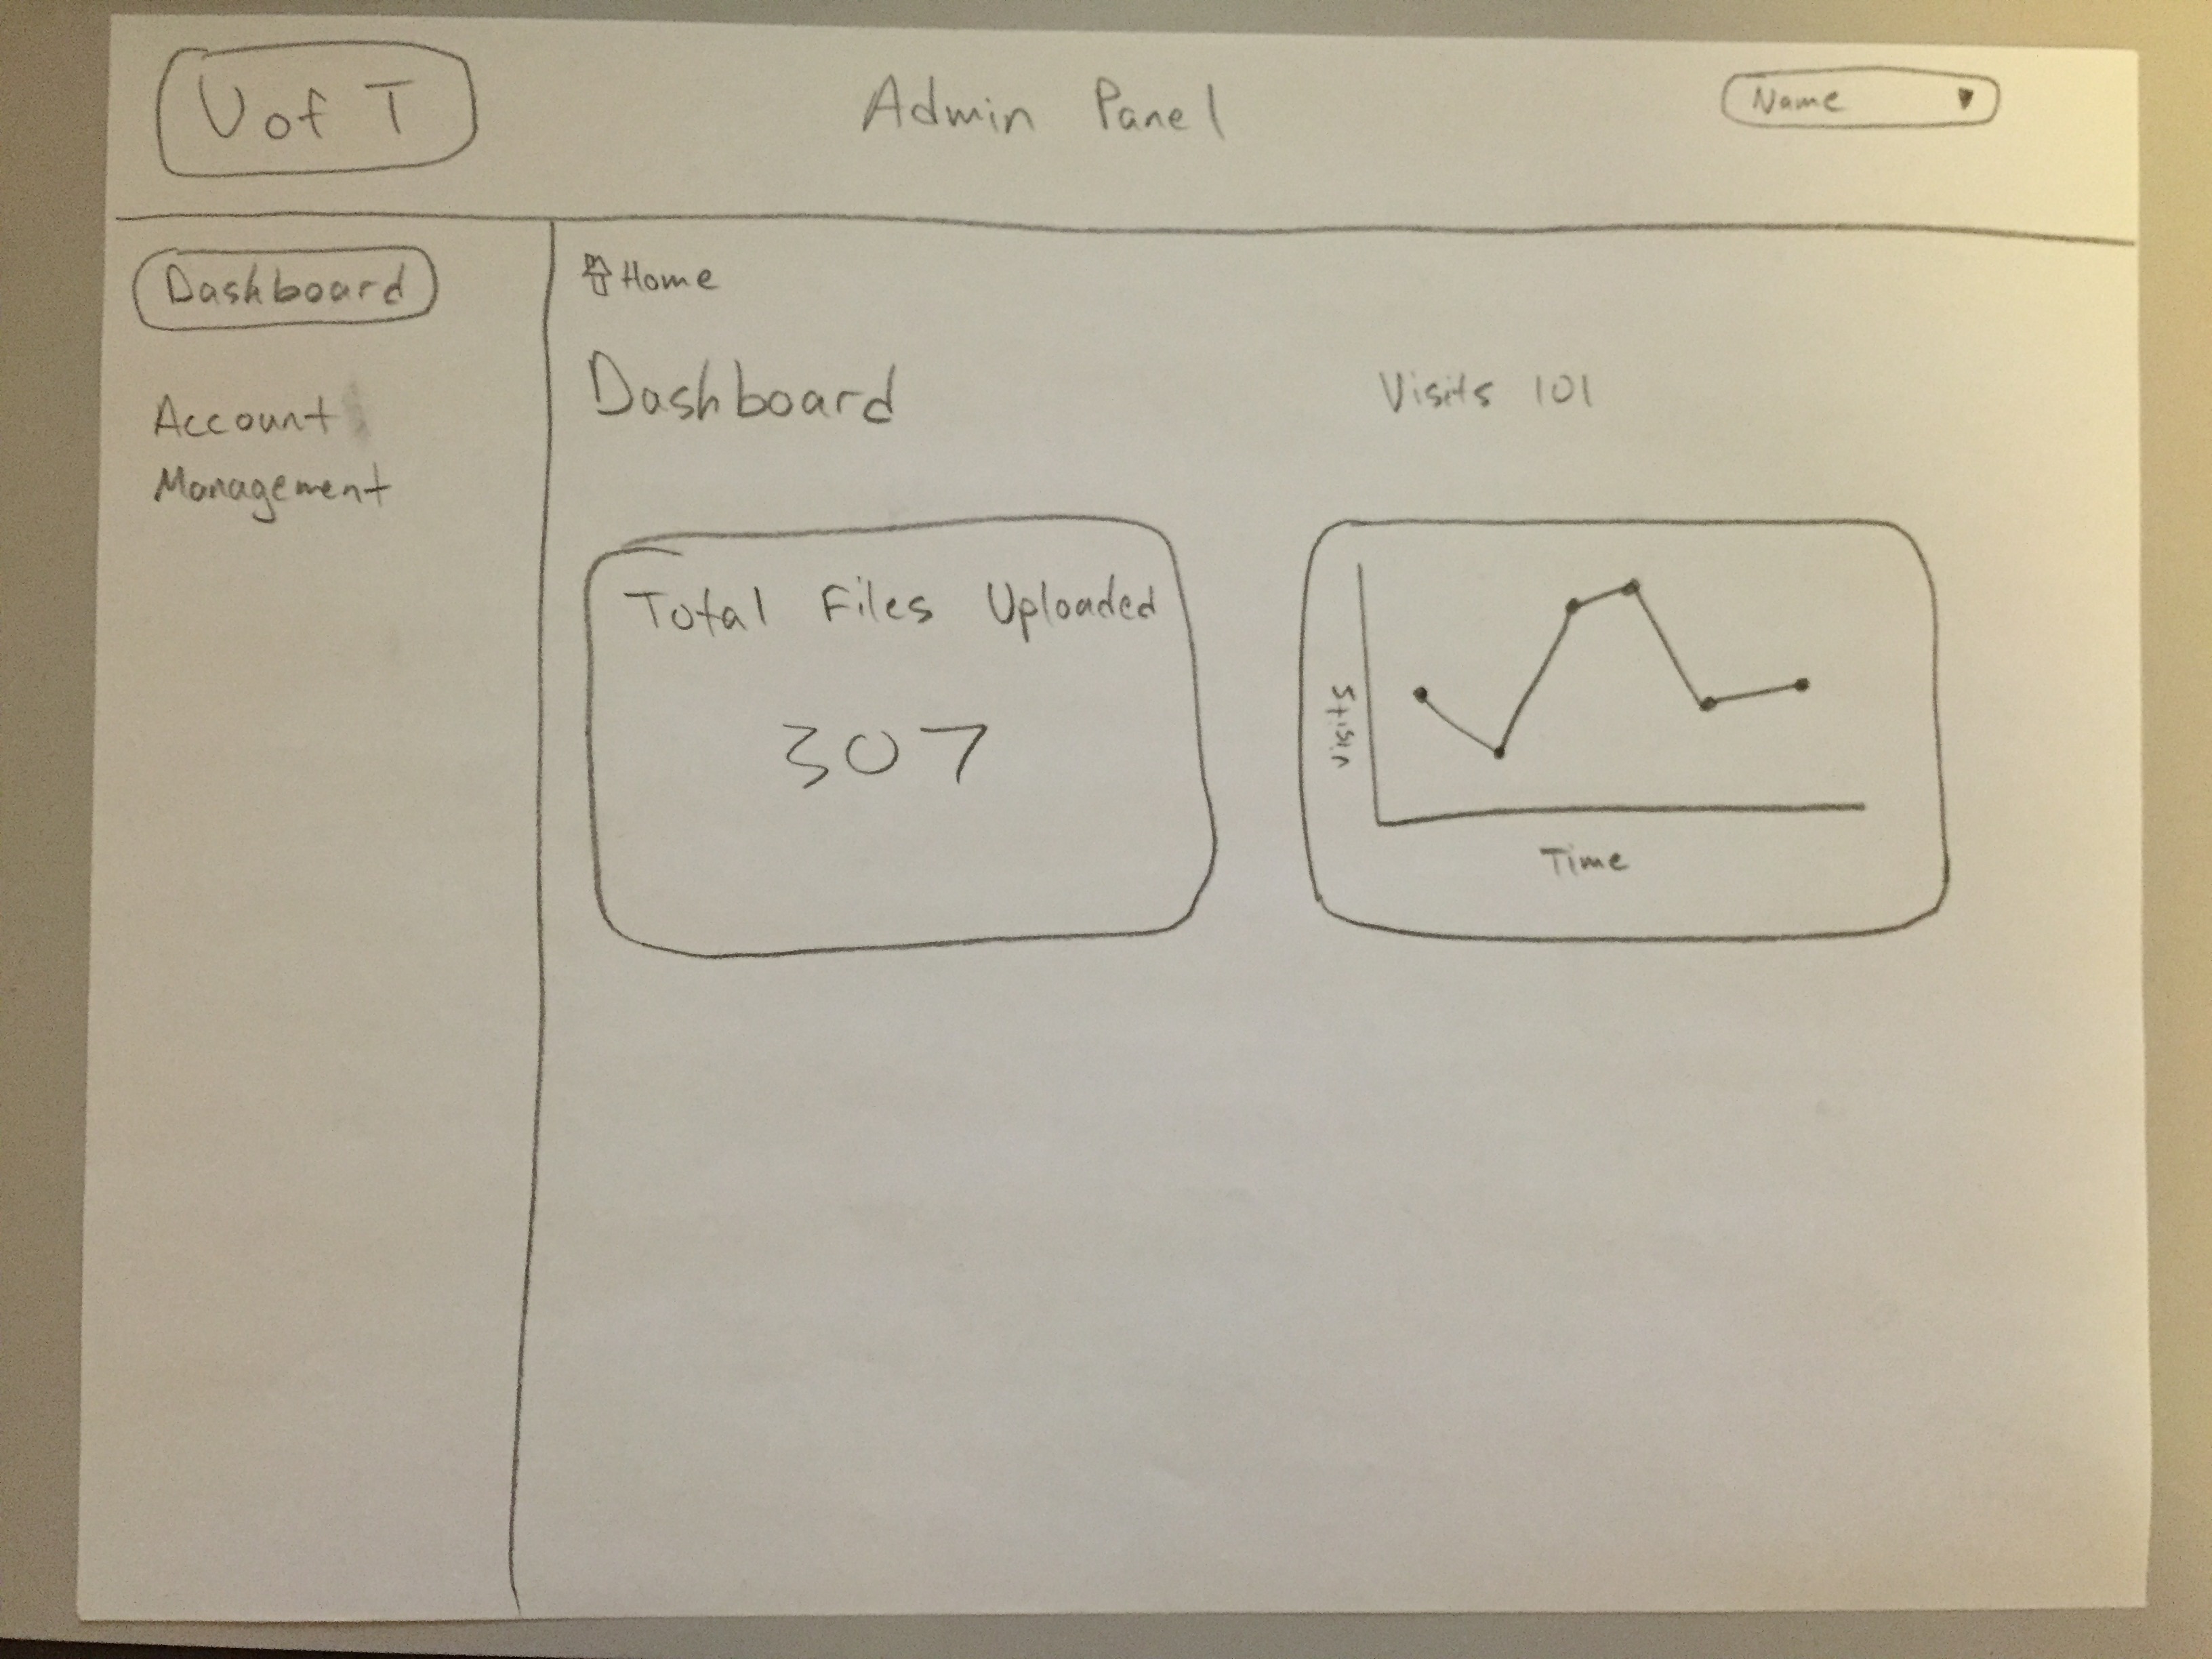 U of T
Admin Panel
Name
Dashboard
Account
Management
Home
Dashboard
Visits 101
Total Files Uploaded
307
Visits
Time